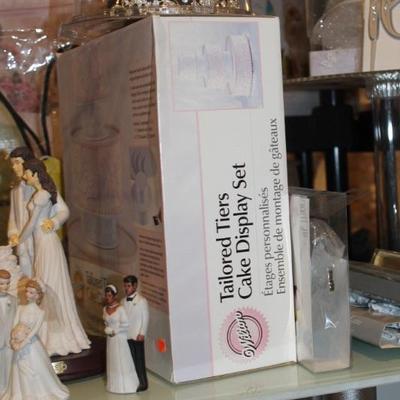 Tailored Tiers
Cake Display Set
Étages personnalisés
Ensemble de montage de gâteaux
Wilton